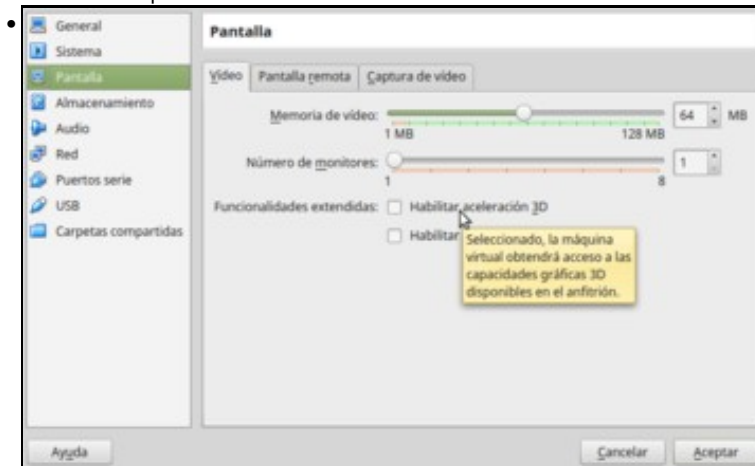 General
Sistema
Pantalla
Almacenamiento
Audio
Red
Puertos serie
USB
Carpetas compartidas
Pantalla
Vídeo Pantalla remota Captura de vídeo
Memoria de vídeo: 64 MB
1 MB 128 MB
Número de monitores: 1
1 8
Funcionalidades extendidas: Habilitar aceleración 3D
Habilitar
Seleccionado, la máquina
virtual obtendrá acceso a las
capacidades gráficas 3D
disponibles en el anfitrión.
Ayuda Cancelar Aceptar